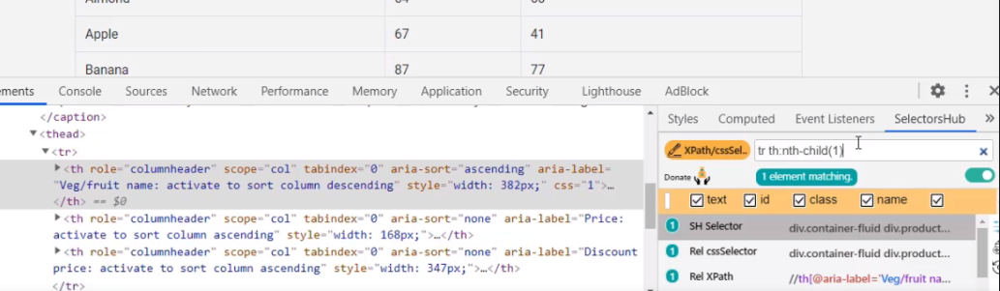 Almond 64
Apple 67 41
Banana 87 77
ements Console Sources Network Performance Memory Application Security Lighthouse AdBlock
</caption>
<thead>
<tr>
<th role="columnheader" scope="col" tabindex="0" aria-sort="ascending" aria-label=
"Veg/fruit name: activate to sort column descending" style="width: 382px;" css="1">…
</th> == $0
<th role="columnheader" scope="col" tabindex="0" aria-sort="none" aria-label="Price:
activate to sort column ascending" style="width: 168px;">…</th>
<th role="columnheader" scope="col" tabindex="0" aria-sort="none" aria-label="Discount
price: activate to sort column ascending" style="width: 347px;">…</th>
</tr>
Styles Computed Event Listeners SelectorsHub »
XPath/cssSel.. tr th:nth-child(1) ×
Donate 1 element matching.
text id class name
1 SH Selector div.container-fluid div.product...
1 Rel cssSelector div.container-fluid div.product...
1 Rel XPath //th[@aria-label='Veg/fruit na...